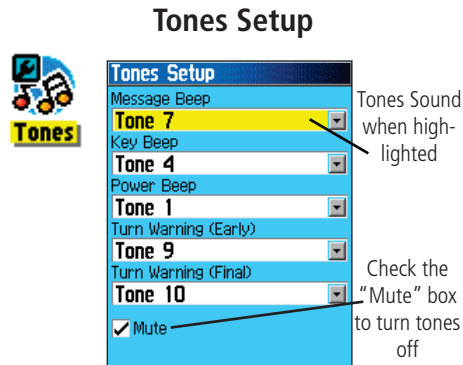 Tones Setup
Tones
Tones Setup
Message Beep
Tone 7
Key Beep
Tone 4
Power Beep
Tone 1
Turn Warning (Early)
Tone 9
Turn Warning (Final)
Tone 10
Mute
Tones Sound
when high-
lighted
Check the
“Mute” box
to turn tones
off